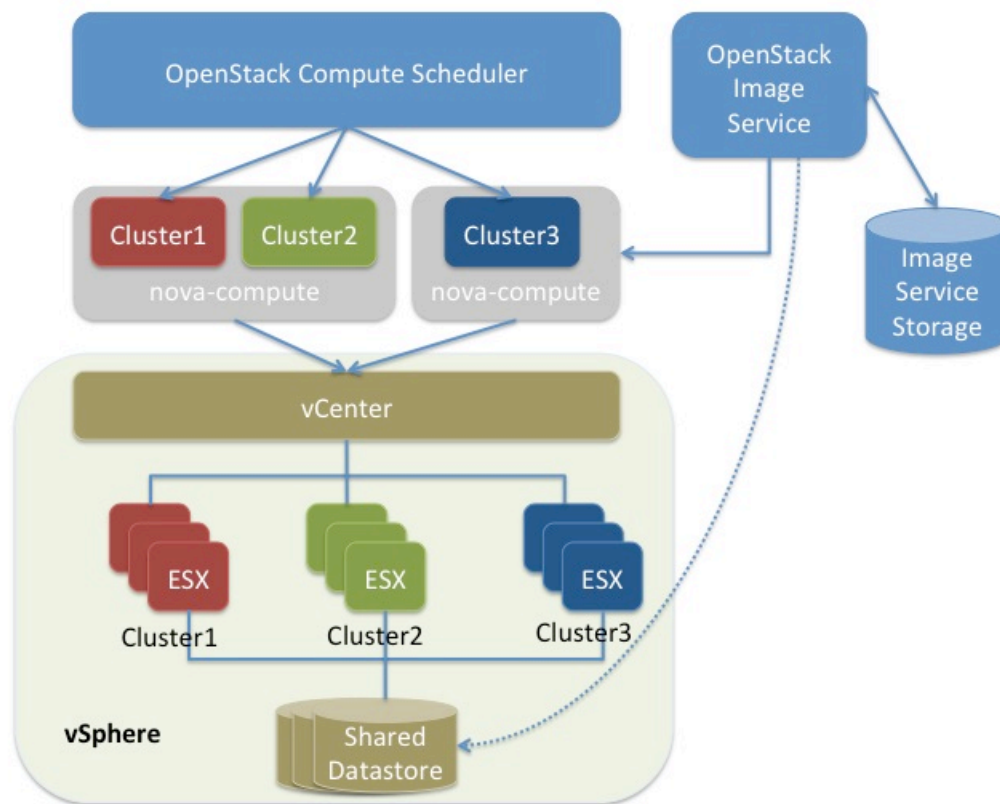 OpenStack Compute Scheduler
OpenStack
Image
Service
Cluster1
Cluster2
nova-compute
Cluster3
nova-compute
Image
Service
Storage
vCenter
ESX
Cluster1
ESX
Cluster2
ESX
Cluster3
vSphere
Shared
Datastore